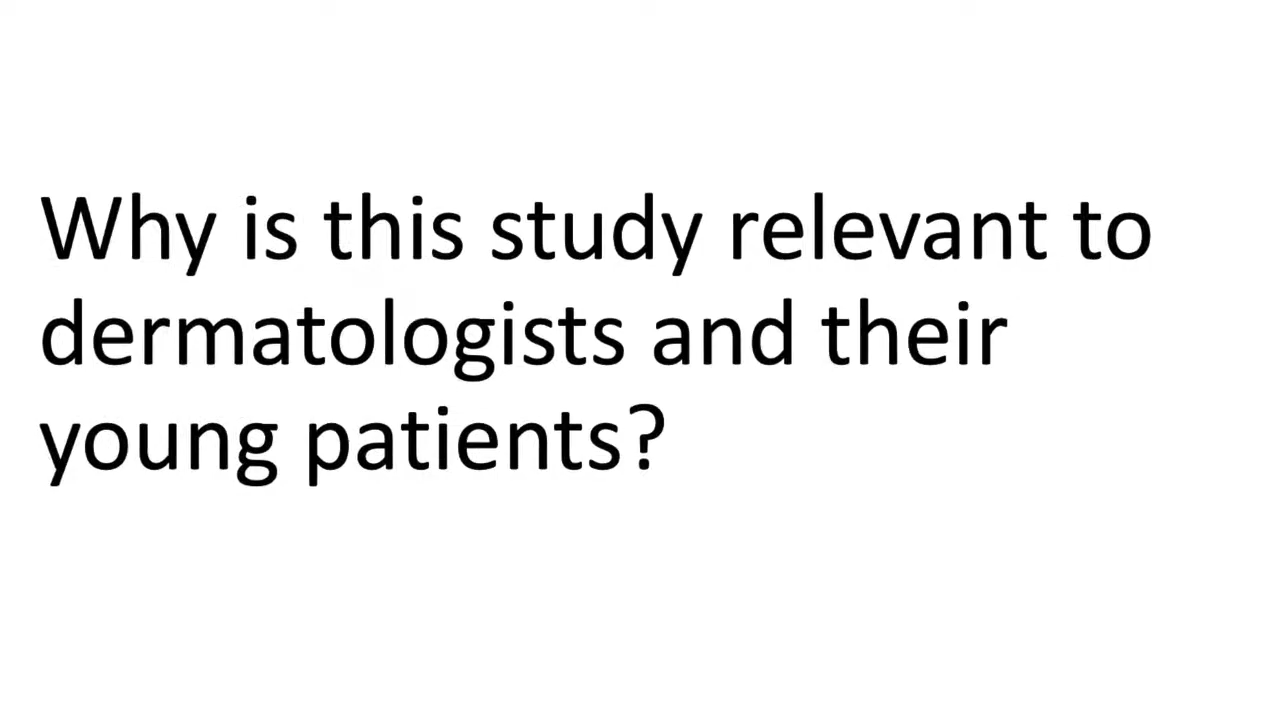 Why is this study relevant to
dermatologists and their
young patients?